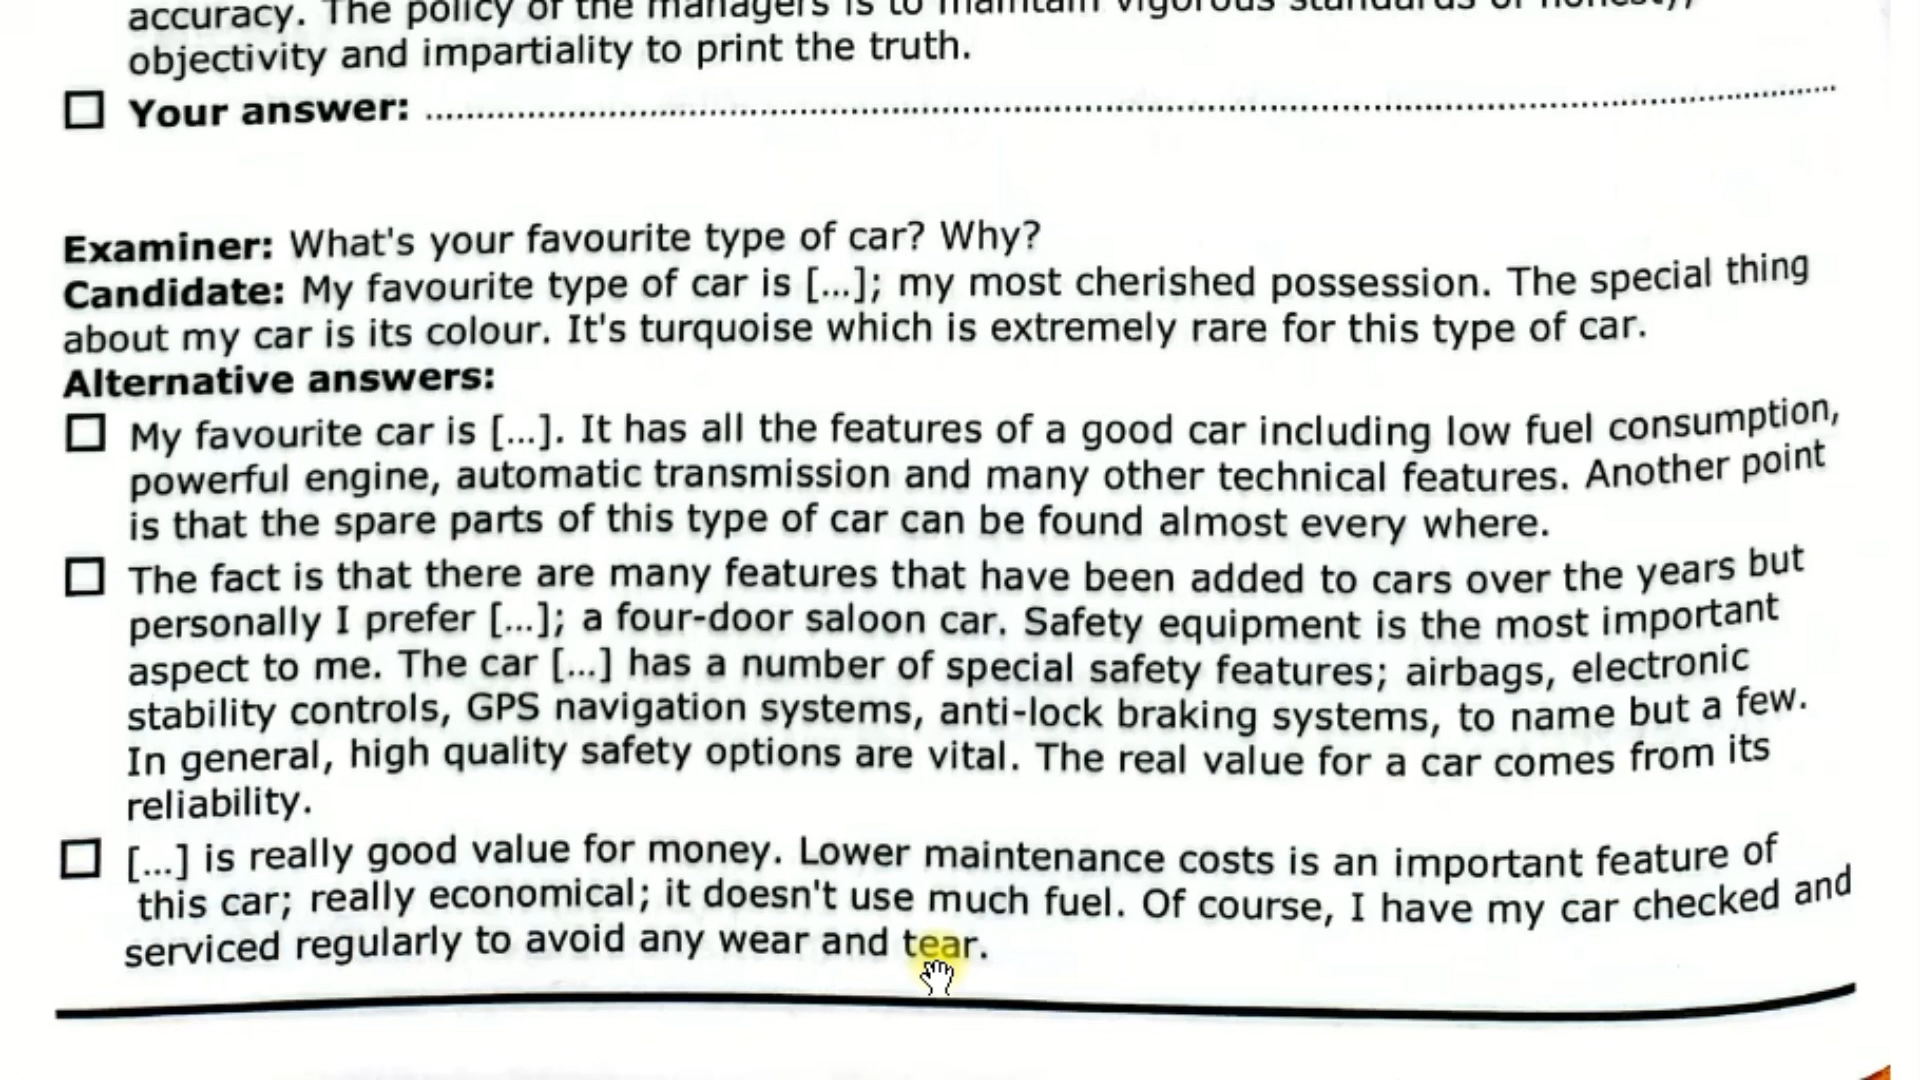 accuracy. The policy of the managers is to maintain vigorous standards of honesty,
objectivity and impartiality to print the truth.
Your answer: ........................................................................
Examiner: What's your favourite type of car? Why?
Candidate: My favourite type of car is [...]; my most cherished possession. The special thing
about my car is its colour. It's turquoise which is extremely rare for this type of car.
Alternative answers:
My favourite car is [...]. It has all the features of a good car including low fuel consumption,
powerful engine, automatic transmission and many other technical features. Another point
is that the spare parts of this type of car can be found almost every where.
The fact is that there are many features that have been added to cars over the years but
personally I prefer [...]; a four-door saloon car. Safety equipment is the most important
aspect to me. The car [...] has a number of special safety features; airbags, electronic
stability controls, GPS navigation systems, anti-lock braking systems, to name but a few.
In general, high quality safety options are vital. The real value for a car comes from its
reliability.
[...] is really good value for money. Lower maintenance costs is an important feature of
this car; really economical; it doesn't use much fuel. Of course, I have my car checked and
serviced regularly to avoid any wear and tear.